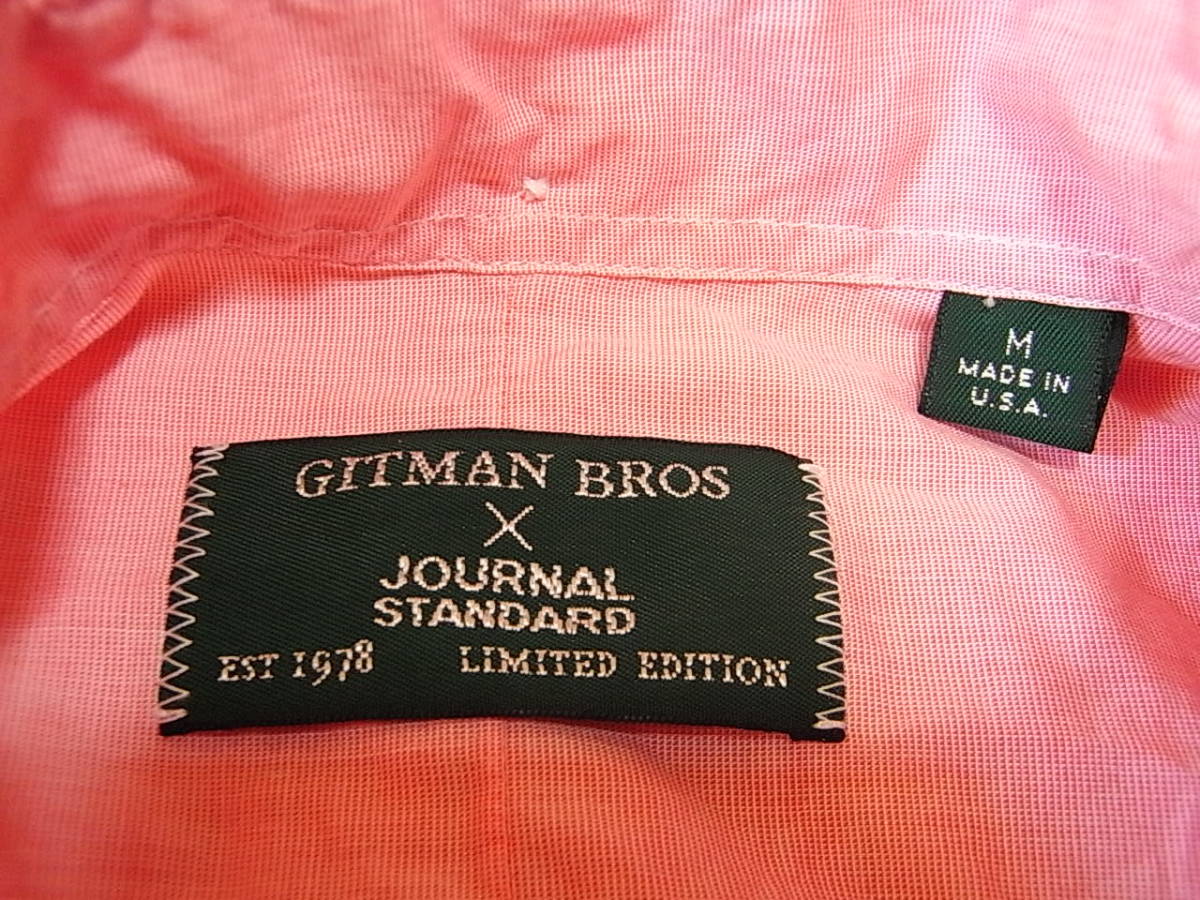 M
MADE IN
U.S.A.
GITMAN BROS
X
JOURNAL
STANDARD
EST 1978 LIMITED EDITION